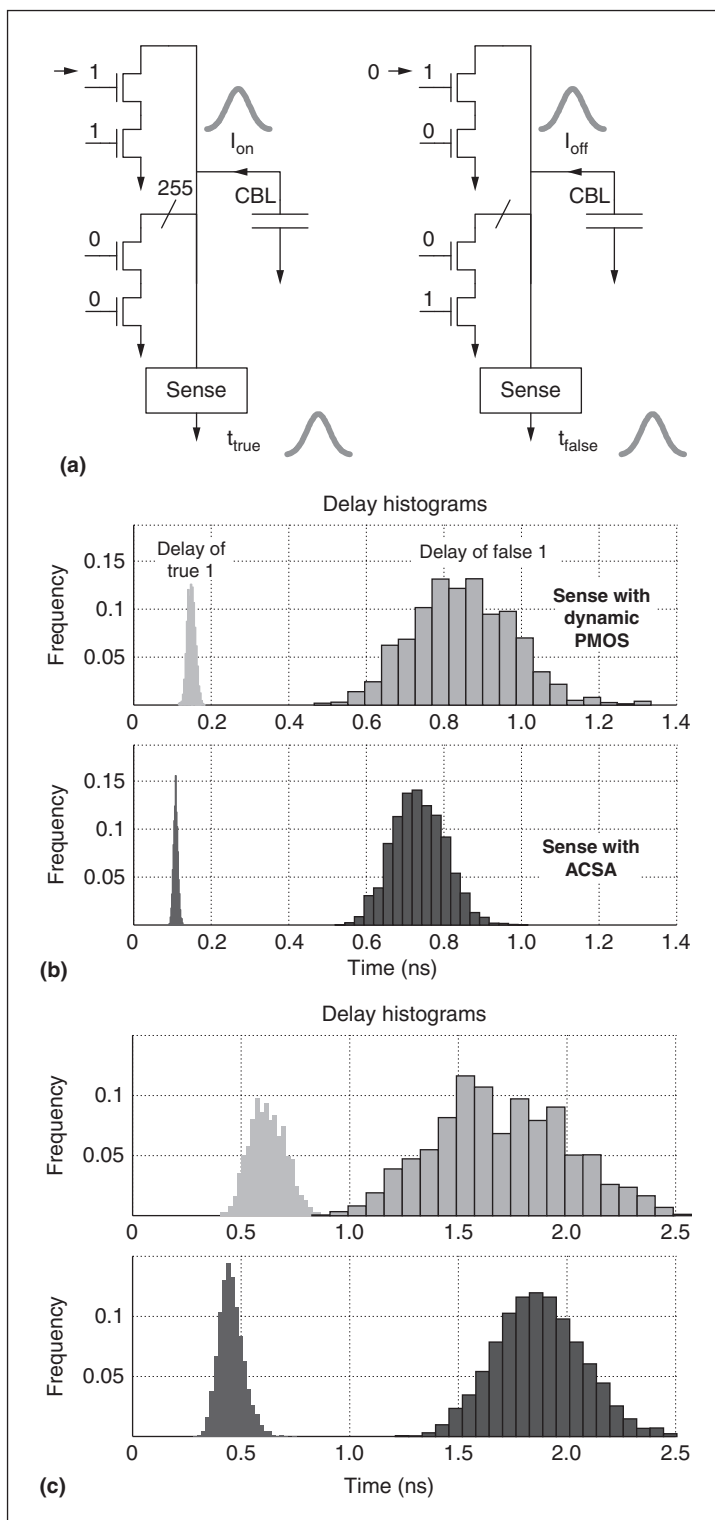 1
0
1
1
I_on
0
I_off
255
CBL
CBL
0
0
0
1
Sense
Sense
t_true
t_false
(a)
Delay histograms
Frequency
0.15
0.1
0.05
Delay of
true 1
Delay of false 1
Sense with
dynamic
PMOS
0 0.2 0.4 0.6 0.8 1.0 1.2 1.4
Frequency
0.15
0.1
0.05
Sense with
ACSA
0 0.2 0.4 0.6 0.8 1.0 1.2 1.4
Time (ns)
(b)
Delay histograms
Frequency
0.1
0.05
0 0.5 1.0 1.5 2.0 2.5
Frequency
0.1
0.05
0 0.5 1.0 1.5 2.0 2.5
Time (ns)
(c)